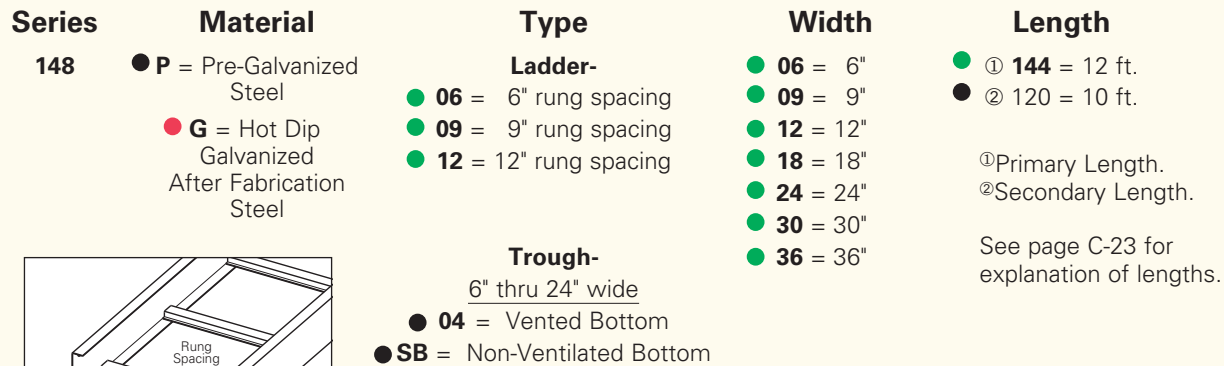 Series
148
Material
P = Pre-Galvanized
Steel
G = Hot Dip
Galvanized
After Fabrication
Steel
Rung
Spacing
Type
Ladder-
06 = 6" rung spacing
09 = 9" rung spacing
12 = 12" rung spacing
Trough-
6" thru 24" wide
04 = Vented Bottom
SB = Non-Ventilated Bottom
Width
06 = 6"
09 = 9"
12 = 12"
18 = 18"
24 = 24"
30 = 30"
36 = 36"
Length
① 144 = 12 ft.
② 120 = 10 ft.
①Primary Length.
②Secondary Length.
See page C-23 for
explanation of lengths.